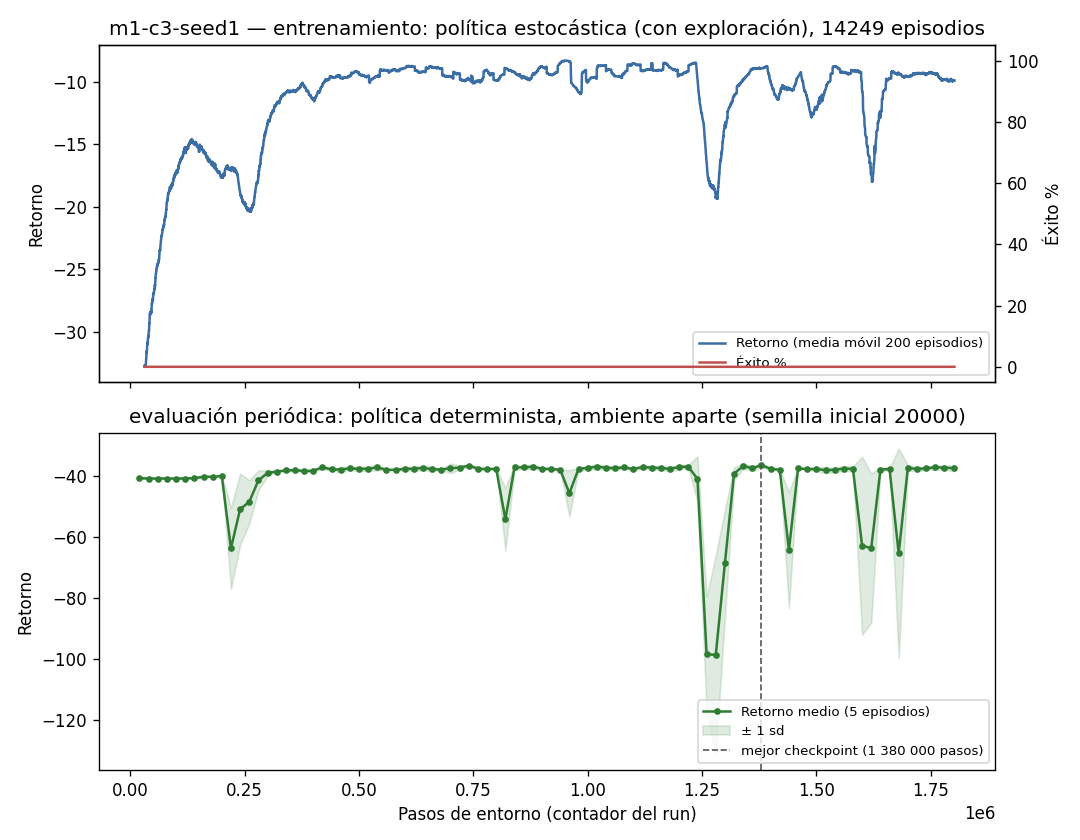 m1-c3-seed1 — entrenamiento: política estocástica (con exploración), 14249 episodios
−10
−15
−20
−25
−30
Retorno
100
80
60
40
20
0
Éxito %
Retorno (media móvil 200 episodios)
Éxito %
evaluación periódica: política determinista, ambiente aparte (semilla inicial 20000)
−40
−60
−80
−100
−120
Retorno
Retorno medio (5 episodios)
± 1 sd
mejor checkpoint (1 380 000 pasos)
0.00 0.25 0.50 0.75 1.00 1.25 1.50 1.75
1e6
Pasos de entorno (contador del run)